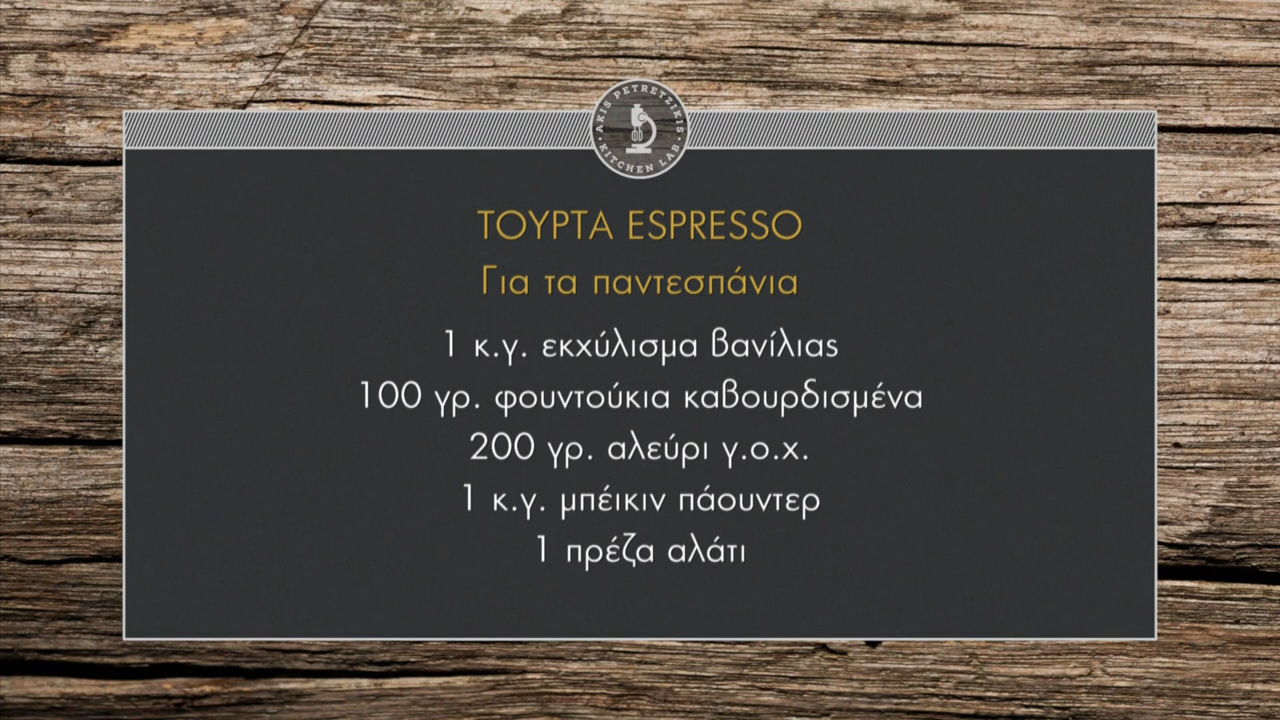 AKIS PETRETZIKIS
KITCHEN LAB
ΤΟΥΡΤΑ ESPRESSO
Για τα παντεσπάνια
1 κ.γ. εκχύλισμα βανίλιας
100 γρ. φουντούκια καβουρδισμένα
200 γρ. αλεύρι γ.ο.χ.
1 κ.γ. μπέικιν πάουντερ
1 πρέζα αλάτι